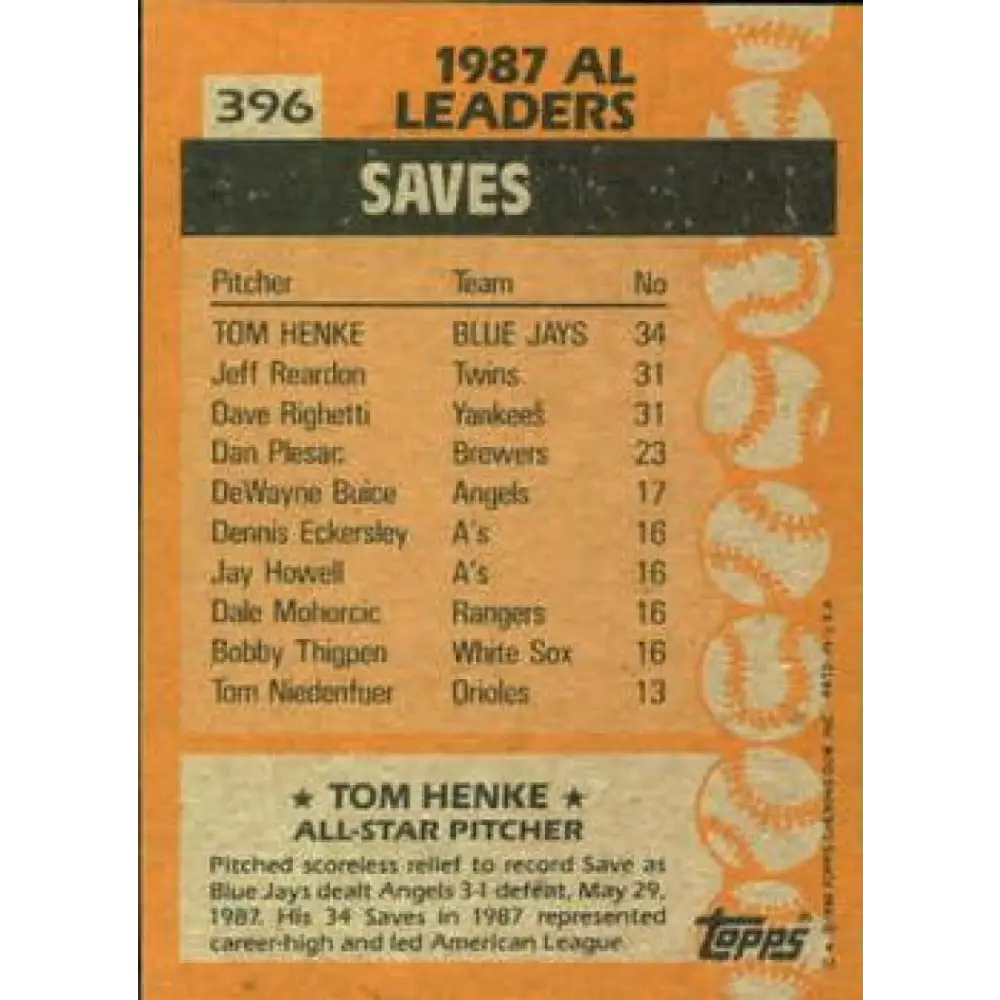 1987 AL
396 LEADERS
SAVES
Pitcher Team No
TOM HENKE BLUE JAYS 34
Jeff Reardon Twins 31
Dave Righetti Yankees 31
Dan Plesac Brewers 23
DeWayne Buice Angels 17
Dennis Eckersley A's 16
Jay Howell A's 16
Dale Mohorcic Rangers 16
Bobby Thigpen White Sox 16
Tom Niedenfuer Orioles 13
★ TOM HENKE ★
ALL-STAR PITCHER
Pitched scoreless relief to record Save as
Blue Jays dealt Angels 3-1 defeat, May 29,
1987. His 34 Saves in 1987 represented
career-high and led American League
topps